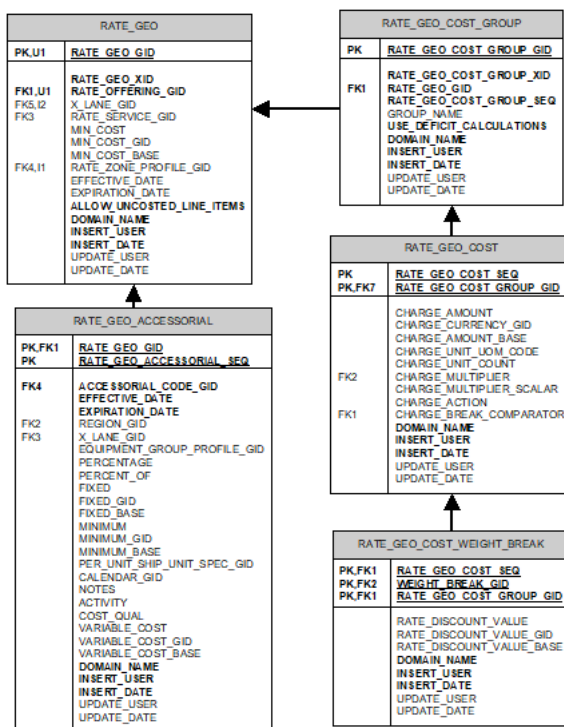 RATE_GEO
PK,U1 RATE_GEO_GID
RATE_GEO_XID
FK1,U1 RATE_OFFERING_GID
FK5,I2 X_LANE_GID
FK3 RATE_SERVICE_GID
MIN_COST
MIN_COST_GID
MIN_COST_BASE
FK4,I1 RATE_ZONE_PROFILE_GID
EFFECTIVE_DATE
EXPIRATION_DATE
ALLOW_UNCOSTED_LINE_ITEMS
DOMAIN_NAME
INSERT_USER
INSERT_DATE
UPDATE_USER
UPDATE_DATE
RATE_GEO_COST_GROUP
PK RATE_GEO_COST_GROUP_GID
RATE_GEO_COST_GROUP_XID
FK1 RATE_GEO_GID
RATE_GEO_COST_GROUP_SEQ
GROUP_NAME
USE_DEFICIT_CALCULATIONS
DOMAIN_NAME
INSERT_USER
INSERT_DATE
UPDATE_USER
UPDATE_DATE
RATE_GEO_ACCESSORIAL
PK,FK1 RATE_GEO_GID
PK RATE_GEO_ACCESSORIAL_SEQ
FK4 ACCESSORIAL_CODE_GID
EFFECTIVE_DATE
EXPIRATION_DATE
FK2 REGION_GID
FK3 X_LANE_GID
EQUIPMENT_GROUP_PROFILE_GID
PERCENTAGE
PERCENT_OF
FIXED
FIXED_GID
FIXED_BASE
MINIMUM
MINIMUM_GID
MINIMUM_BASE
PER_UNIT_SHIP_UNIT_SPEC_GID
CALENDAR_GID
NOTES
ACTIVITY
COST_QUAL
VARIABLE_COST
VARIABLE_COST_GID
VARIABLE_COST_BASE
DOMAIN_NAME
INSERT_USER
INSERT_DATE
UPDATE_USER
UPDATE_DATE
RATE_GEO_COST
PK RATE_GEO_COST_SEQ
PK,FK7 RATE_GEO_COST_GROUP_GID
CHARGE_AMOUNT
CHARGE_CURRENCY_GID
CHARGE_AMOUNT_BASE
CHARGE_UNIT_UOM_CODE
CHARGE_UNIT_COUNT
FK2 CHARGE_MULTIPLIER
CHARGE_MULTIPLIER_SCALAR
CHARGE_ACTION
FK1 CHARGE_BREAK_COMPARATOR
DOMAIN_NAME
INSERT_USER
INSERT_DATE
UPDATE_USER
UPDATE_DATE
RATE_GEO_COST_WEIGHT_BREAK
PK,FK1 RATE_GEO_COST_SEQ
PK,FK2 WEIGHT_BREAK_GID
PK,FK1 RATE_GEO_COST_GROUP_GID
RATE_DISCOUNT_VALUE
RATE_DISCOUNT_VALUE_GID
RATE_DISCOUNT_VALUE_BASE
DOMAIN_NAME
INSERT_USER
INSERT_DATE
UPDATE_USER
UPDATE_DATE